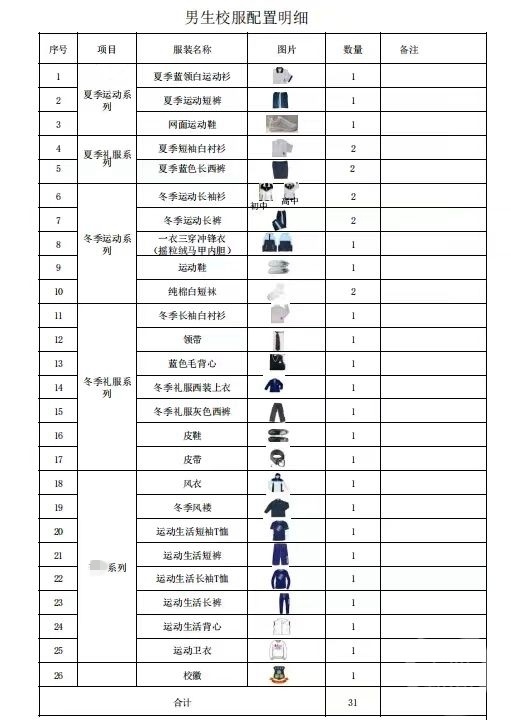 男生校服配置明细
序号 项目 服装名称 图片 数量 备注
1 夏季运动系列 夏季蓝领白运动衫 1
2 夏季运动短裤 1
3 网面运动鞋 1
4 夏季礼服系列 夏季短袖白衬衫 2
5 夏季蓝色长西裤 2
6 冬季运动系列 冬季运动长袖衫 初中 高中 2
7 冬季运动长裤 2
8 一衣三穿冲锋衣
（摇粒绒马甲内胆） 1
9 运动鞋 1
10 纯棉白短袜 2
11 冬季礼服系列 冬季长袖白衬衫 1
12 领带 1
13 蓝色毛背心 1
14 冬季礼服西装上衣 1
15 冬季礼服灰色西裤 1
16 皮鞋 1
17 皮带 1
18 系列 风衣 1
19 冬季风褛 1
20 运动生活短袖T恤 1
21 运动生活短裤 1
22 运动生活长袖T恤 1
23 运动生活长裤 1
24 运动生活背心 1
25 运动卫衣 1
26 校徽 1
合计 31